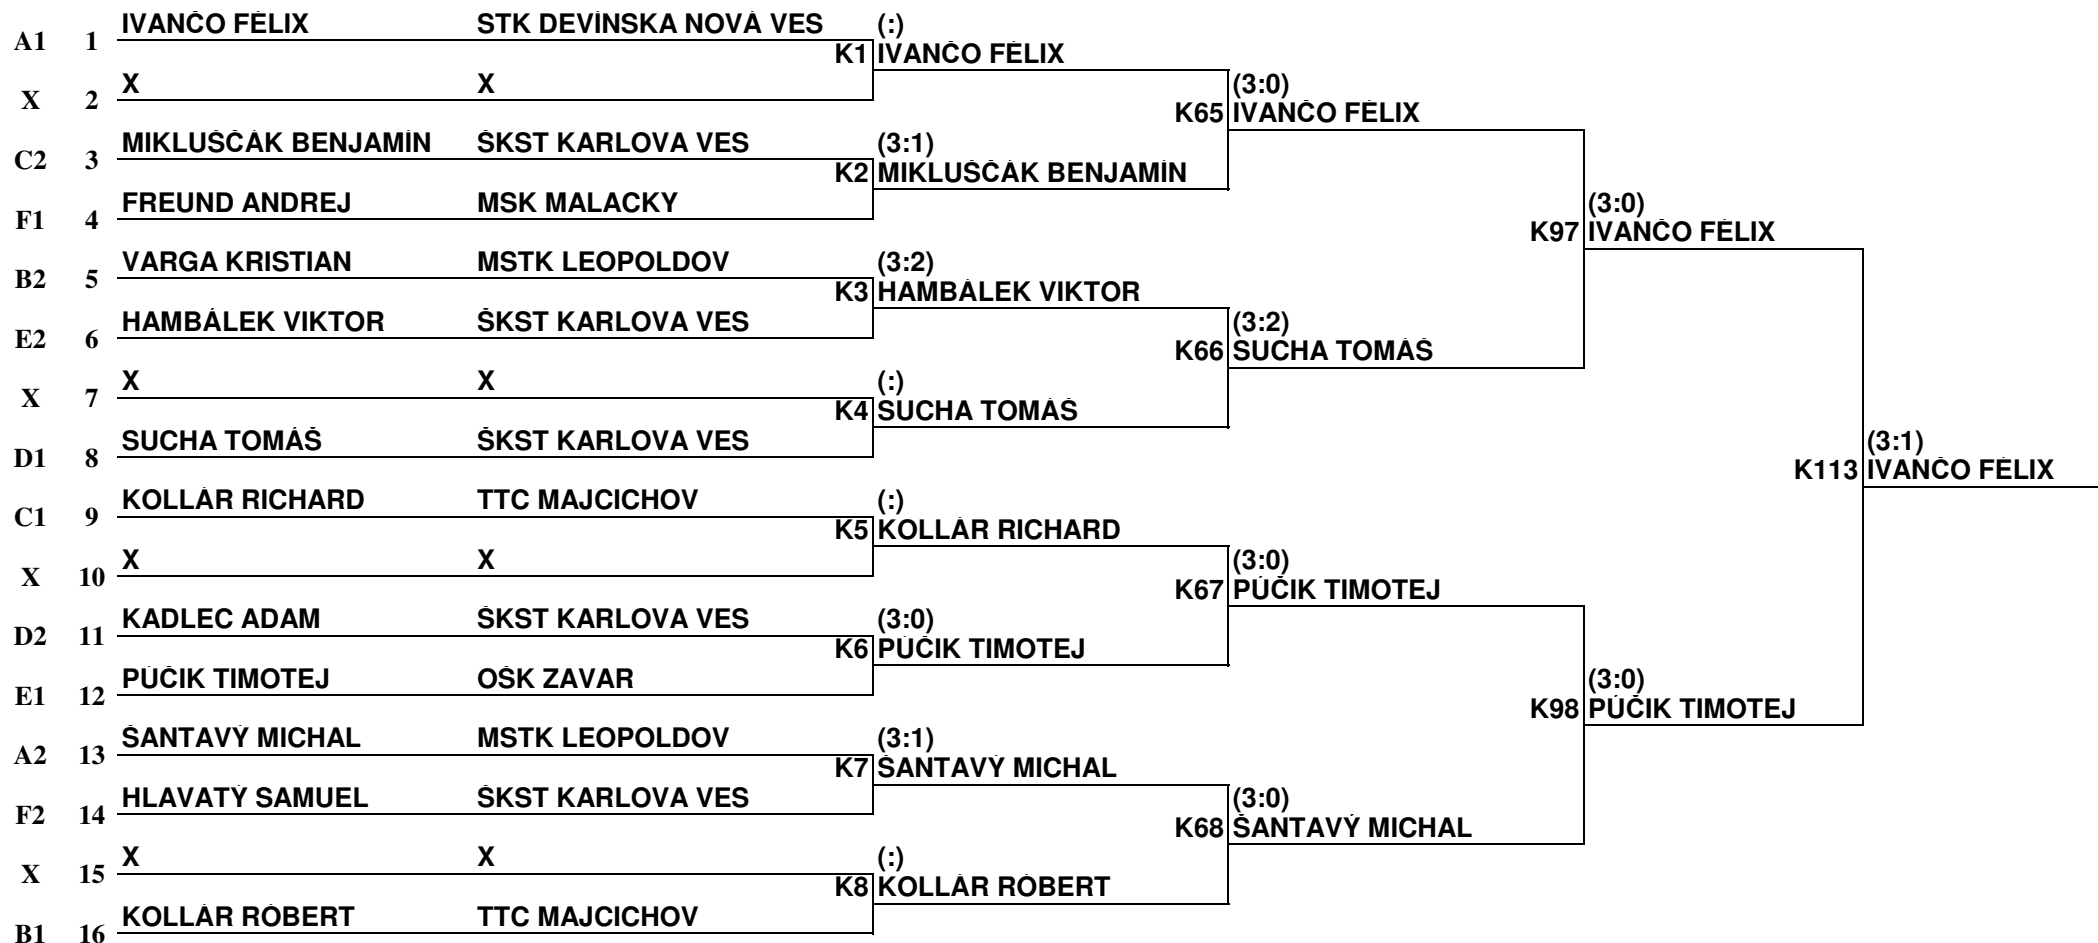 A1 1 IVANČO FÉLIX STK DEVÍNSKA NOVÁ VES (:)
K1 IVANČO FÉLIX
X 2 X X (3:0)
K65 IVANČO FÉLIX
C2 3 MIKLUŠČÁK BENJAMÍN ŠKST KARLOVA VES (3:1)
K2 MIKLUŠČÁK BENJAMÍN
F1 4 FREUND ANDREJ MSK MALACKY (3:0)
K97 IVANČO FÉLIX
B2 5 VARGA KRISTIAN MSTK LEOPOLDOV (3:2)
K3 HAMBÁLEK VIKTOR
E2 6 HAMBÁLEK VIKTOR ŠKST KARLOVA VES (3:2)
K66 SUCHA TOMÁŠ
X 7 X X (:)
K4 SUCHA TOMÁŠ
D1 8 SUCHA TOMÁŠ ŠKST KARLOVA VES (3:1)
K113 IVANČO FÉLIX
C1 9 KOLLÁR RICHARD TTC MAJCICHOV (:)
K5 KOLLÁR RICHARD
X 10 X X (3:0)
K67 PÚČIK TIMOTEJ
D2 11 KADLEC ADAM ŠKST KARLOVA VES (3:0)
K6 PÚČIK TIMOTEJ
E1 12 PÚČIK TIMOTEJ OŠK ZAVAR (3:0)
K98 PÚČIK TIMOTEJ
A2 13 ŠANTAVÝ MICHAL MSTK LEOPOLDOV (3:1)
K7 ŠANTAVÝ MICHAL
F2 14 HLAVATÝ SAMUEL ŠKST KARLOVA VES (3:0)
K68 ŠANTAVÝ MICHAL
X 15 X X (:)
K8 KOLLÁR RÓBERT
B1 16 KOLLÁR RÓBERT TTC MAJCICHOV